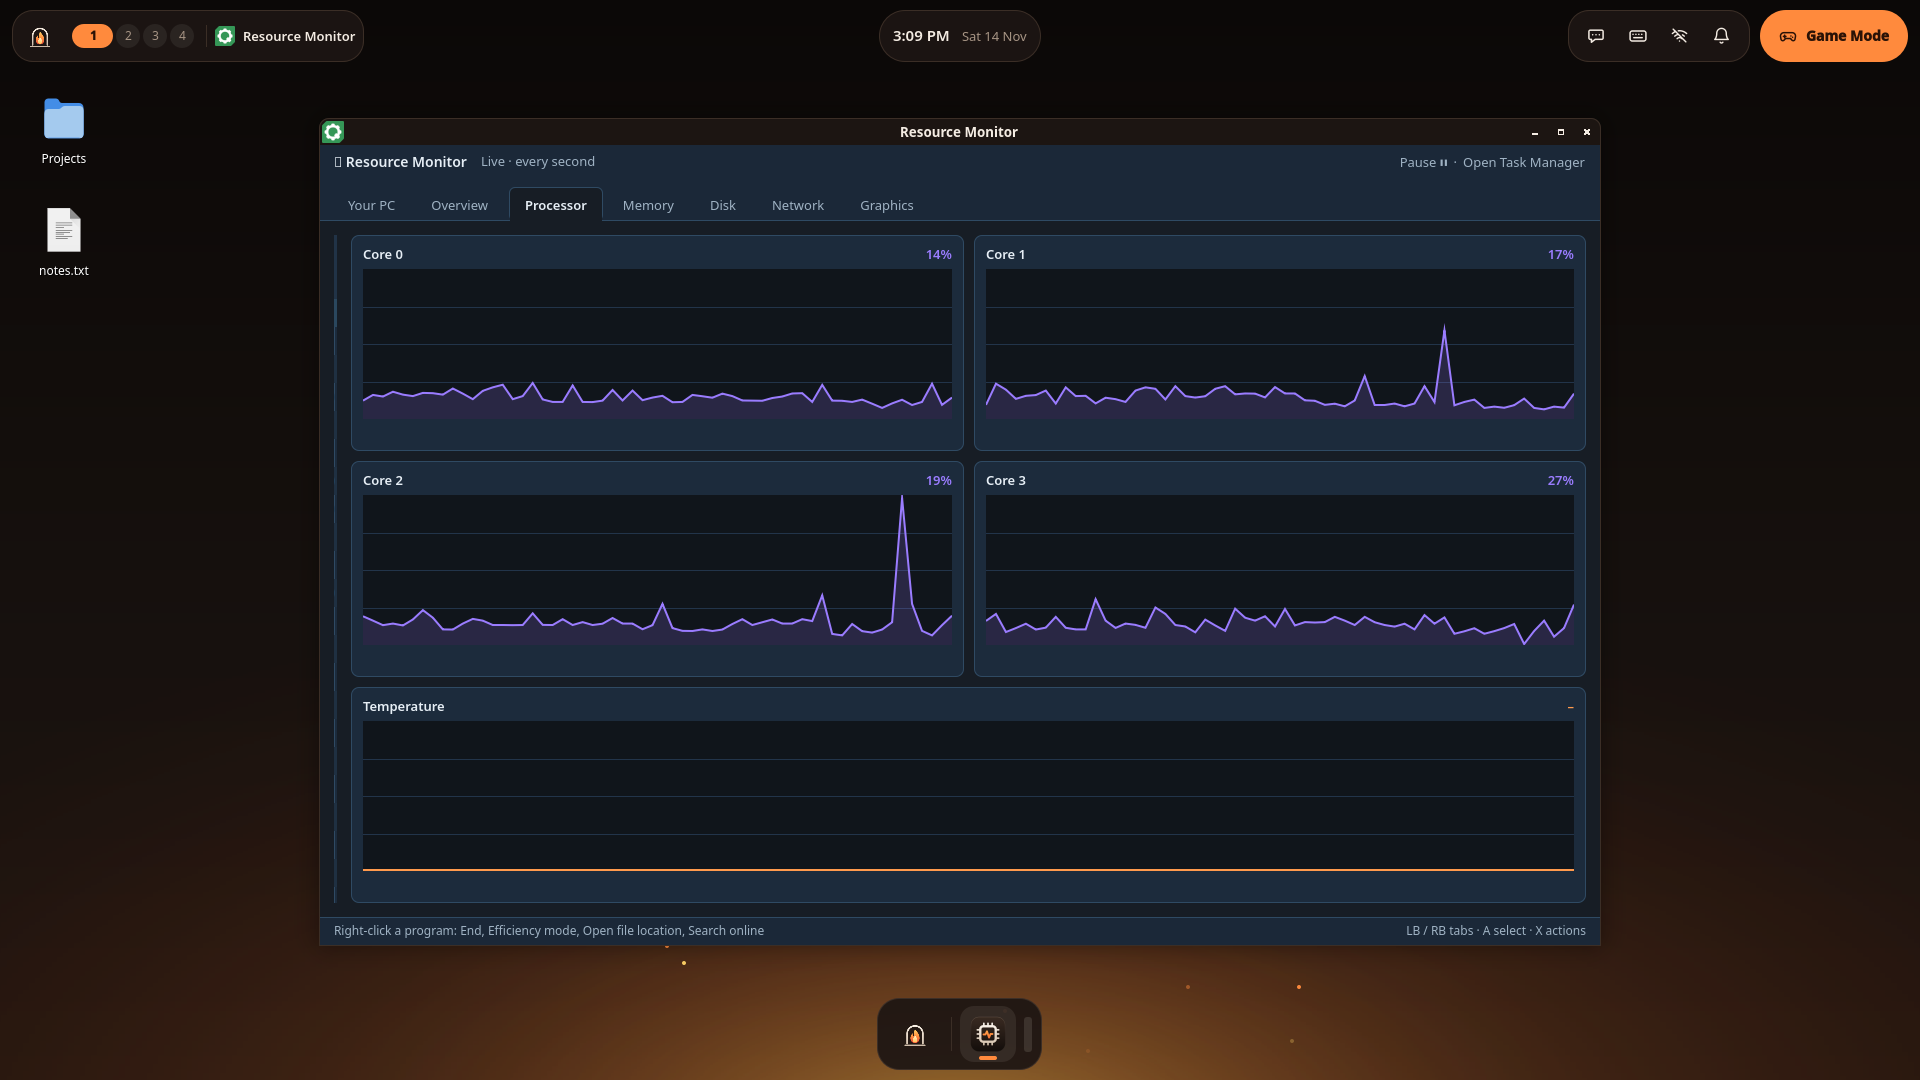 1 2 3 4 Resource Monitor
3:09 PM Sat 14 Nov
Game Mode
Projects
notes.txt
Resource Monitor
Resource Monitor Live · every second
Pause · Open Task Manager
Your PC Overview Processor Memory Disk Network Graphics
Core 0 14%
Core 1 17%
Core 2 19%
Core 3 27%
Temperature –
Right-click a program: End, Efficiency mode, Open file location, Search online
LB / RB tabs · A select · X actions